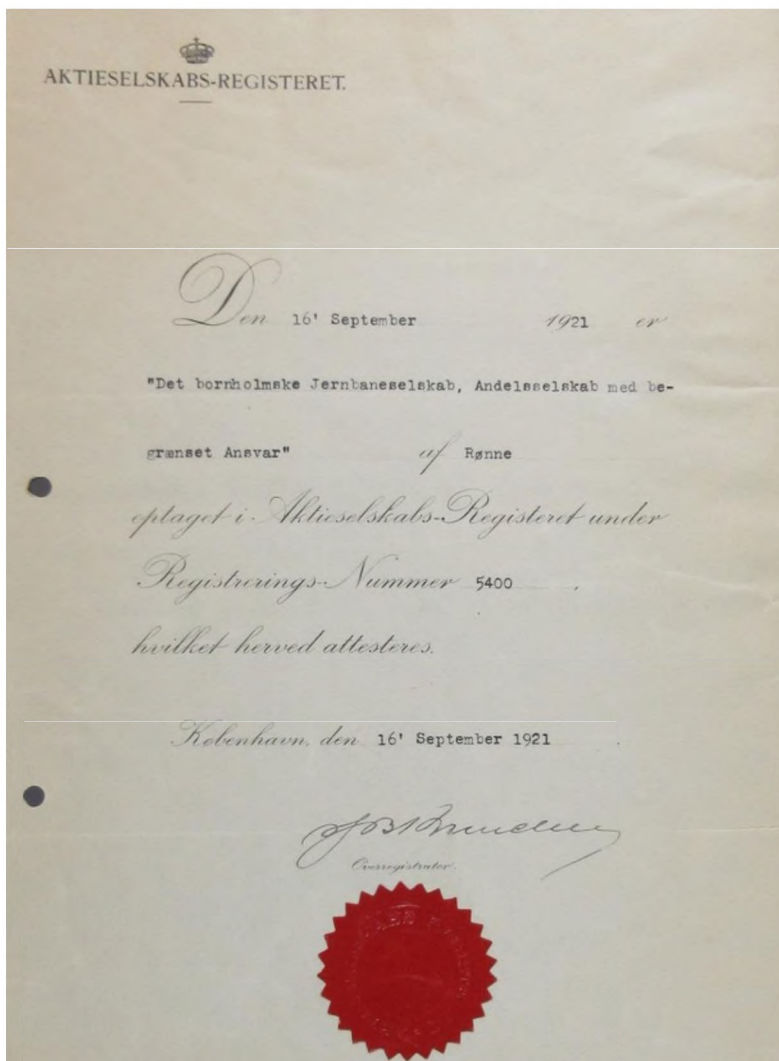 AKTIESELSKABS-REGISTERET.
Den 16' September 1921 er
"Det bornholmske Jernbaneselskab, Andelsselskab med be-
grænset Ansvar" af Rønne
optaget i Aktieselskabs-Registeret under
Registrerings-Nummer 5400 .
hvilket herved attesteres.
København, den 16' September 1921 .
Overregistrator.